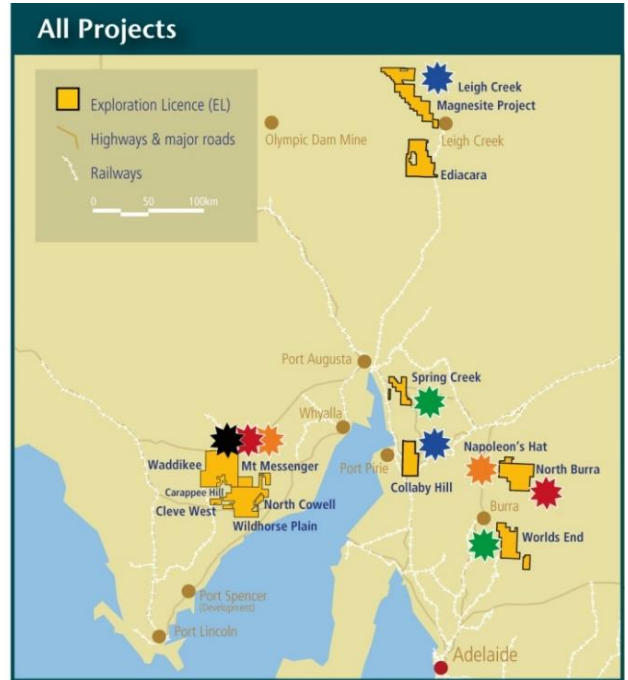 All Projects
Exploration Licence (EL)
Highways & major roads
Railways
0 50 100km
Leigh Creek
Magnesite Project
Olympic Dam Mine
Leigh Creek
Ediacara
Port Augusta
Spring Creek
Whyalla
Napoleon's Hat
Waddikee
Mt Messenger
Port Pirie
North Burra
Collaby Hill
Carappee Hill
North Cowell
Cleve West
Burra
Wildhorse Plain
Worlds End
Port Spencer
(Development)
Port Lincoln
Adelaide